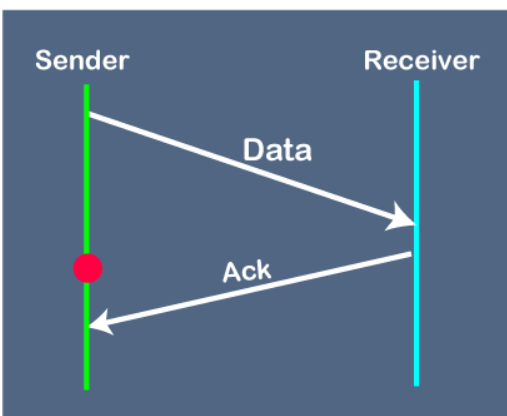 Sender
Receiver
Data
Ack